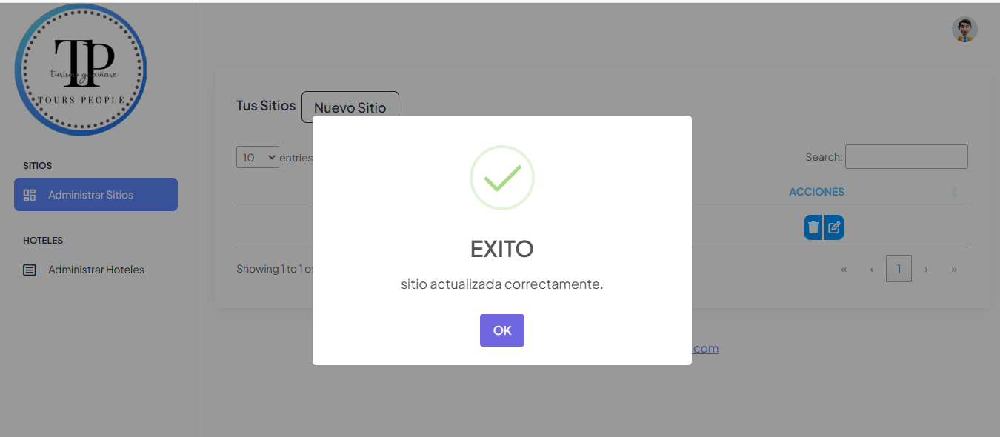 TP
turismo guaviare
TOURS PEOPLE
SITIOS
Administrar Sitios
HOTELES
Administrar Hoteles
Tus Sitios Nuevo Sitio
10 entries
Search:
ACCIONES
Showing 1 to 1 of
« ‹ 1 › »
.com
EXITO
sitio actualizada correctamente.
OK